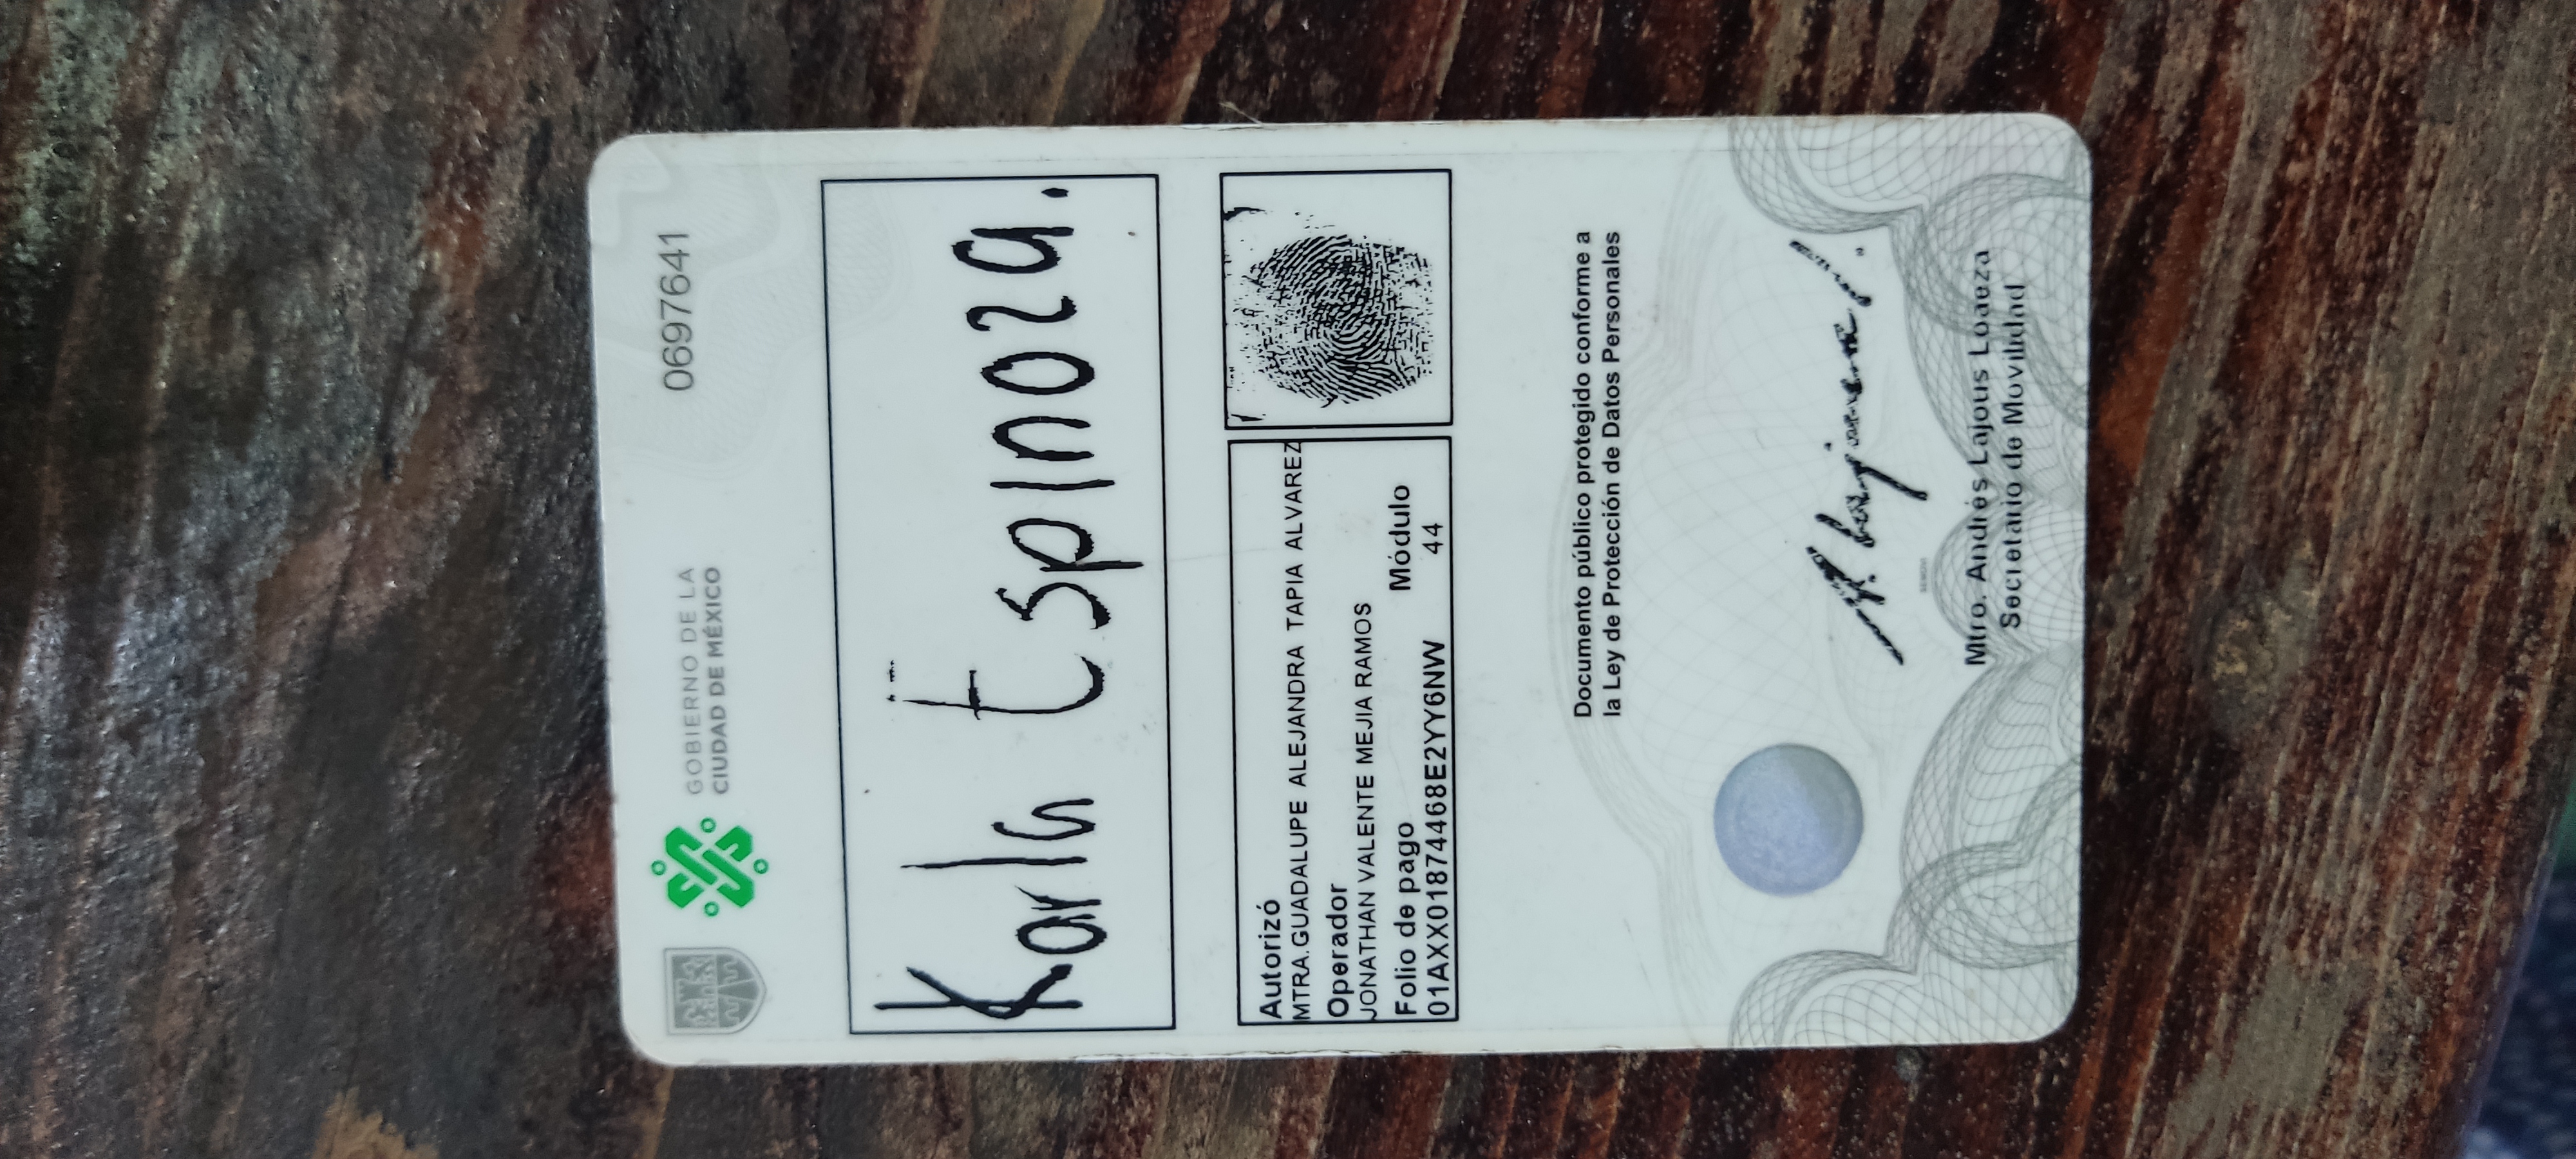 GOBIERNO DE LA
CIUDAD DE MÉXICO
0697641
Karla Espinoza.
Autorizó
MTRA.GUADALUPE ALEJANDRA TAPIA ALVAREZ
Operador
JONATHAN VALENTE MEJIA RAMOS
Folio de pago Módulo
01AXX01874468E2YY6NW 44
Documento público protegido conforme a
la Ley de Protección de Datos Personales
Mtro. Andrés Lajous Loaeza
Secretario de Movilidad